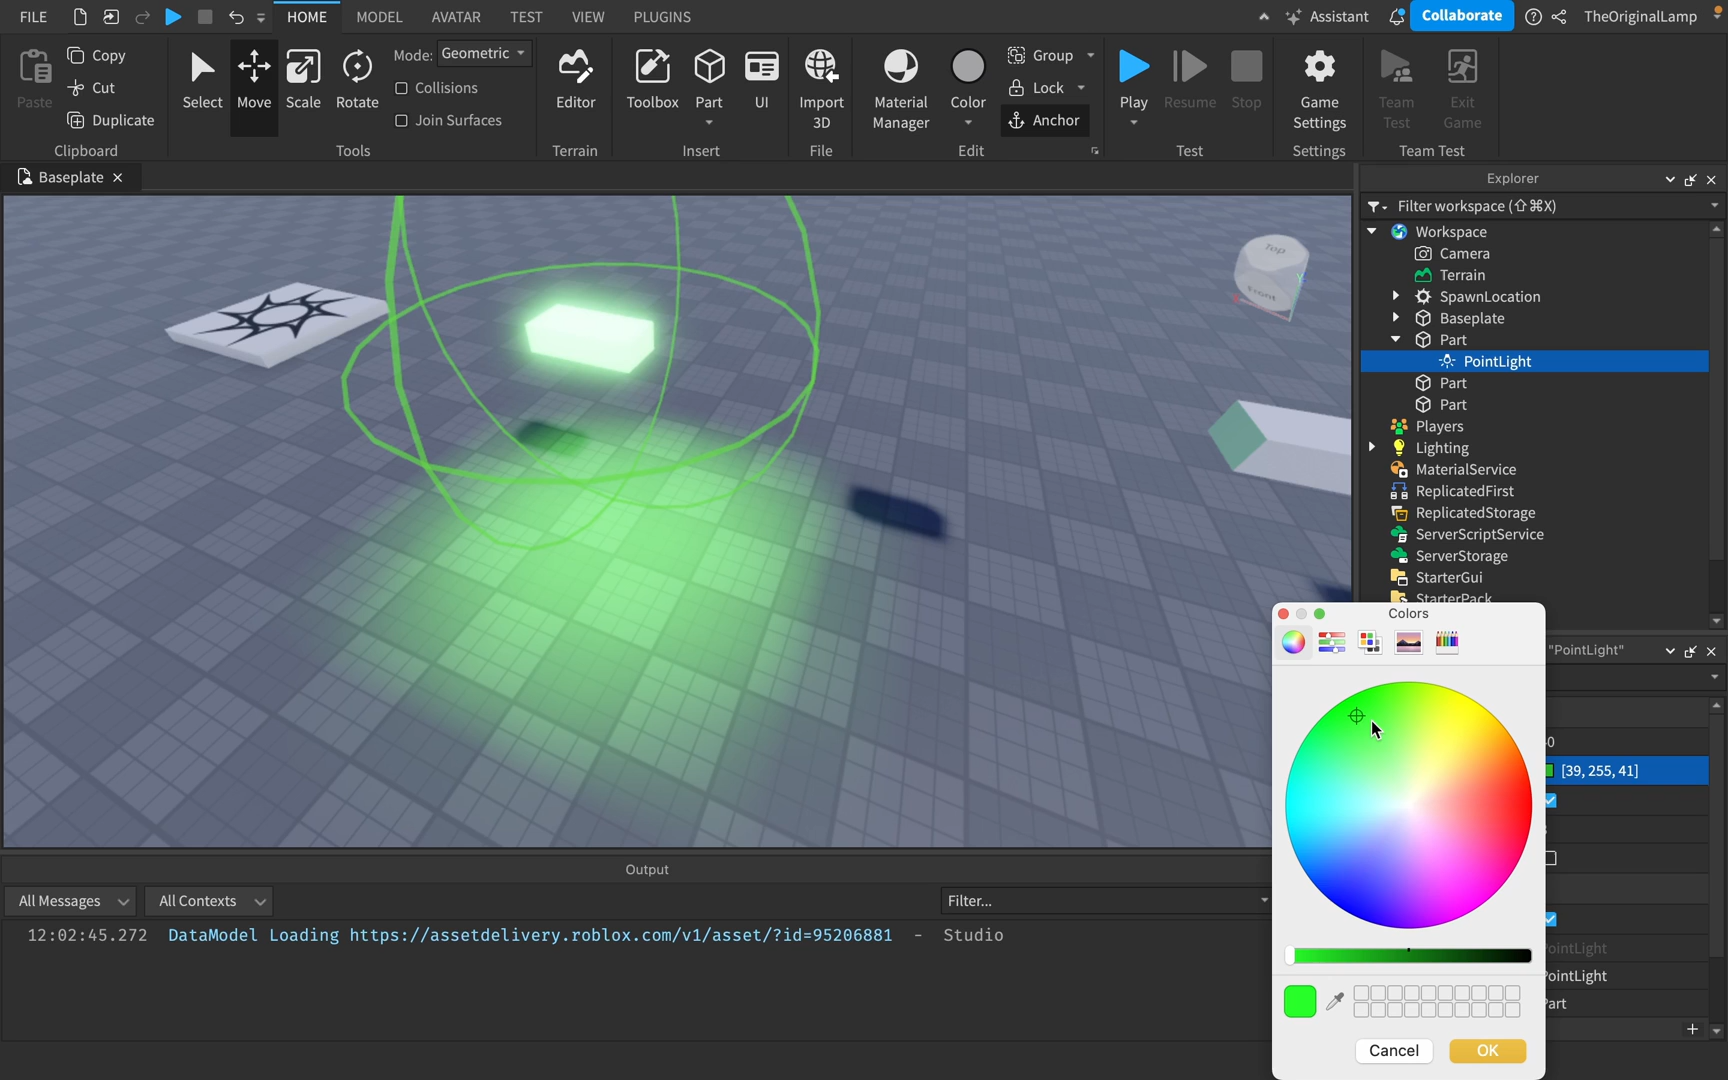 FILE HOME MODEL AVATAR TEST VIEW PLUGINS Assistant Collaborate TheOriginalLamp
Paste Copy Cut Duplicate
Clipboard
Select Move Scale Rotate Mode: Geometric
Collisions
Join Surfaces
Tools
Editor
Terrain
Toolbox Part UI
Insert
Import 3D
File
Material Manager Color Group
Lock
Anchor
Edit
Play Resume Stop
Test
Game Settings
Settings
Team Test Exit Game
Team Test
Baseplate
Top
Front
Explorer
Filter workspace (⇧⌘X)
Workspace
Camera
Terrain
SpawnLocation
Baseplate
Part
PointLight
Part
Part
Players
Lighting
MaterialService
ReplicatedFirst
ReplicatedStorage
ServerScriptService
ServerStorage
StarterGui
StarterPack
Colors
"PointLight"
[39, 255, 41]
PointLight
PointLight
Part
Cancel OK
Output
All Messages All Contexts Filter...
12:02:45.272 DataModel Loading https://assetdelivery.roblox.com/v1/asset/?id=95206881 - Studio